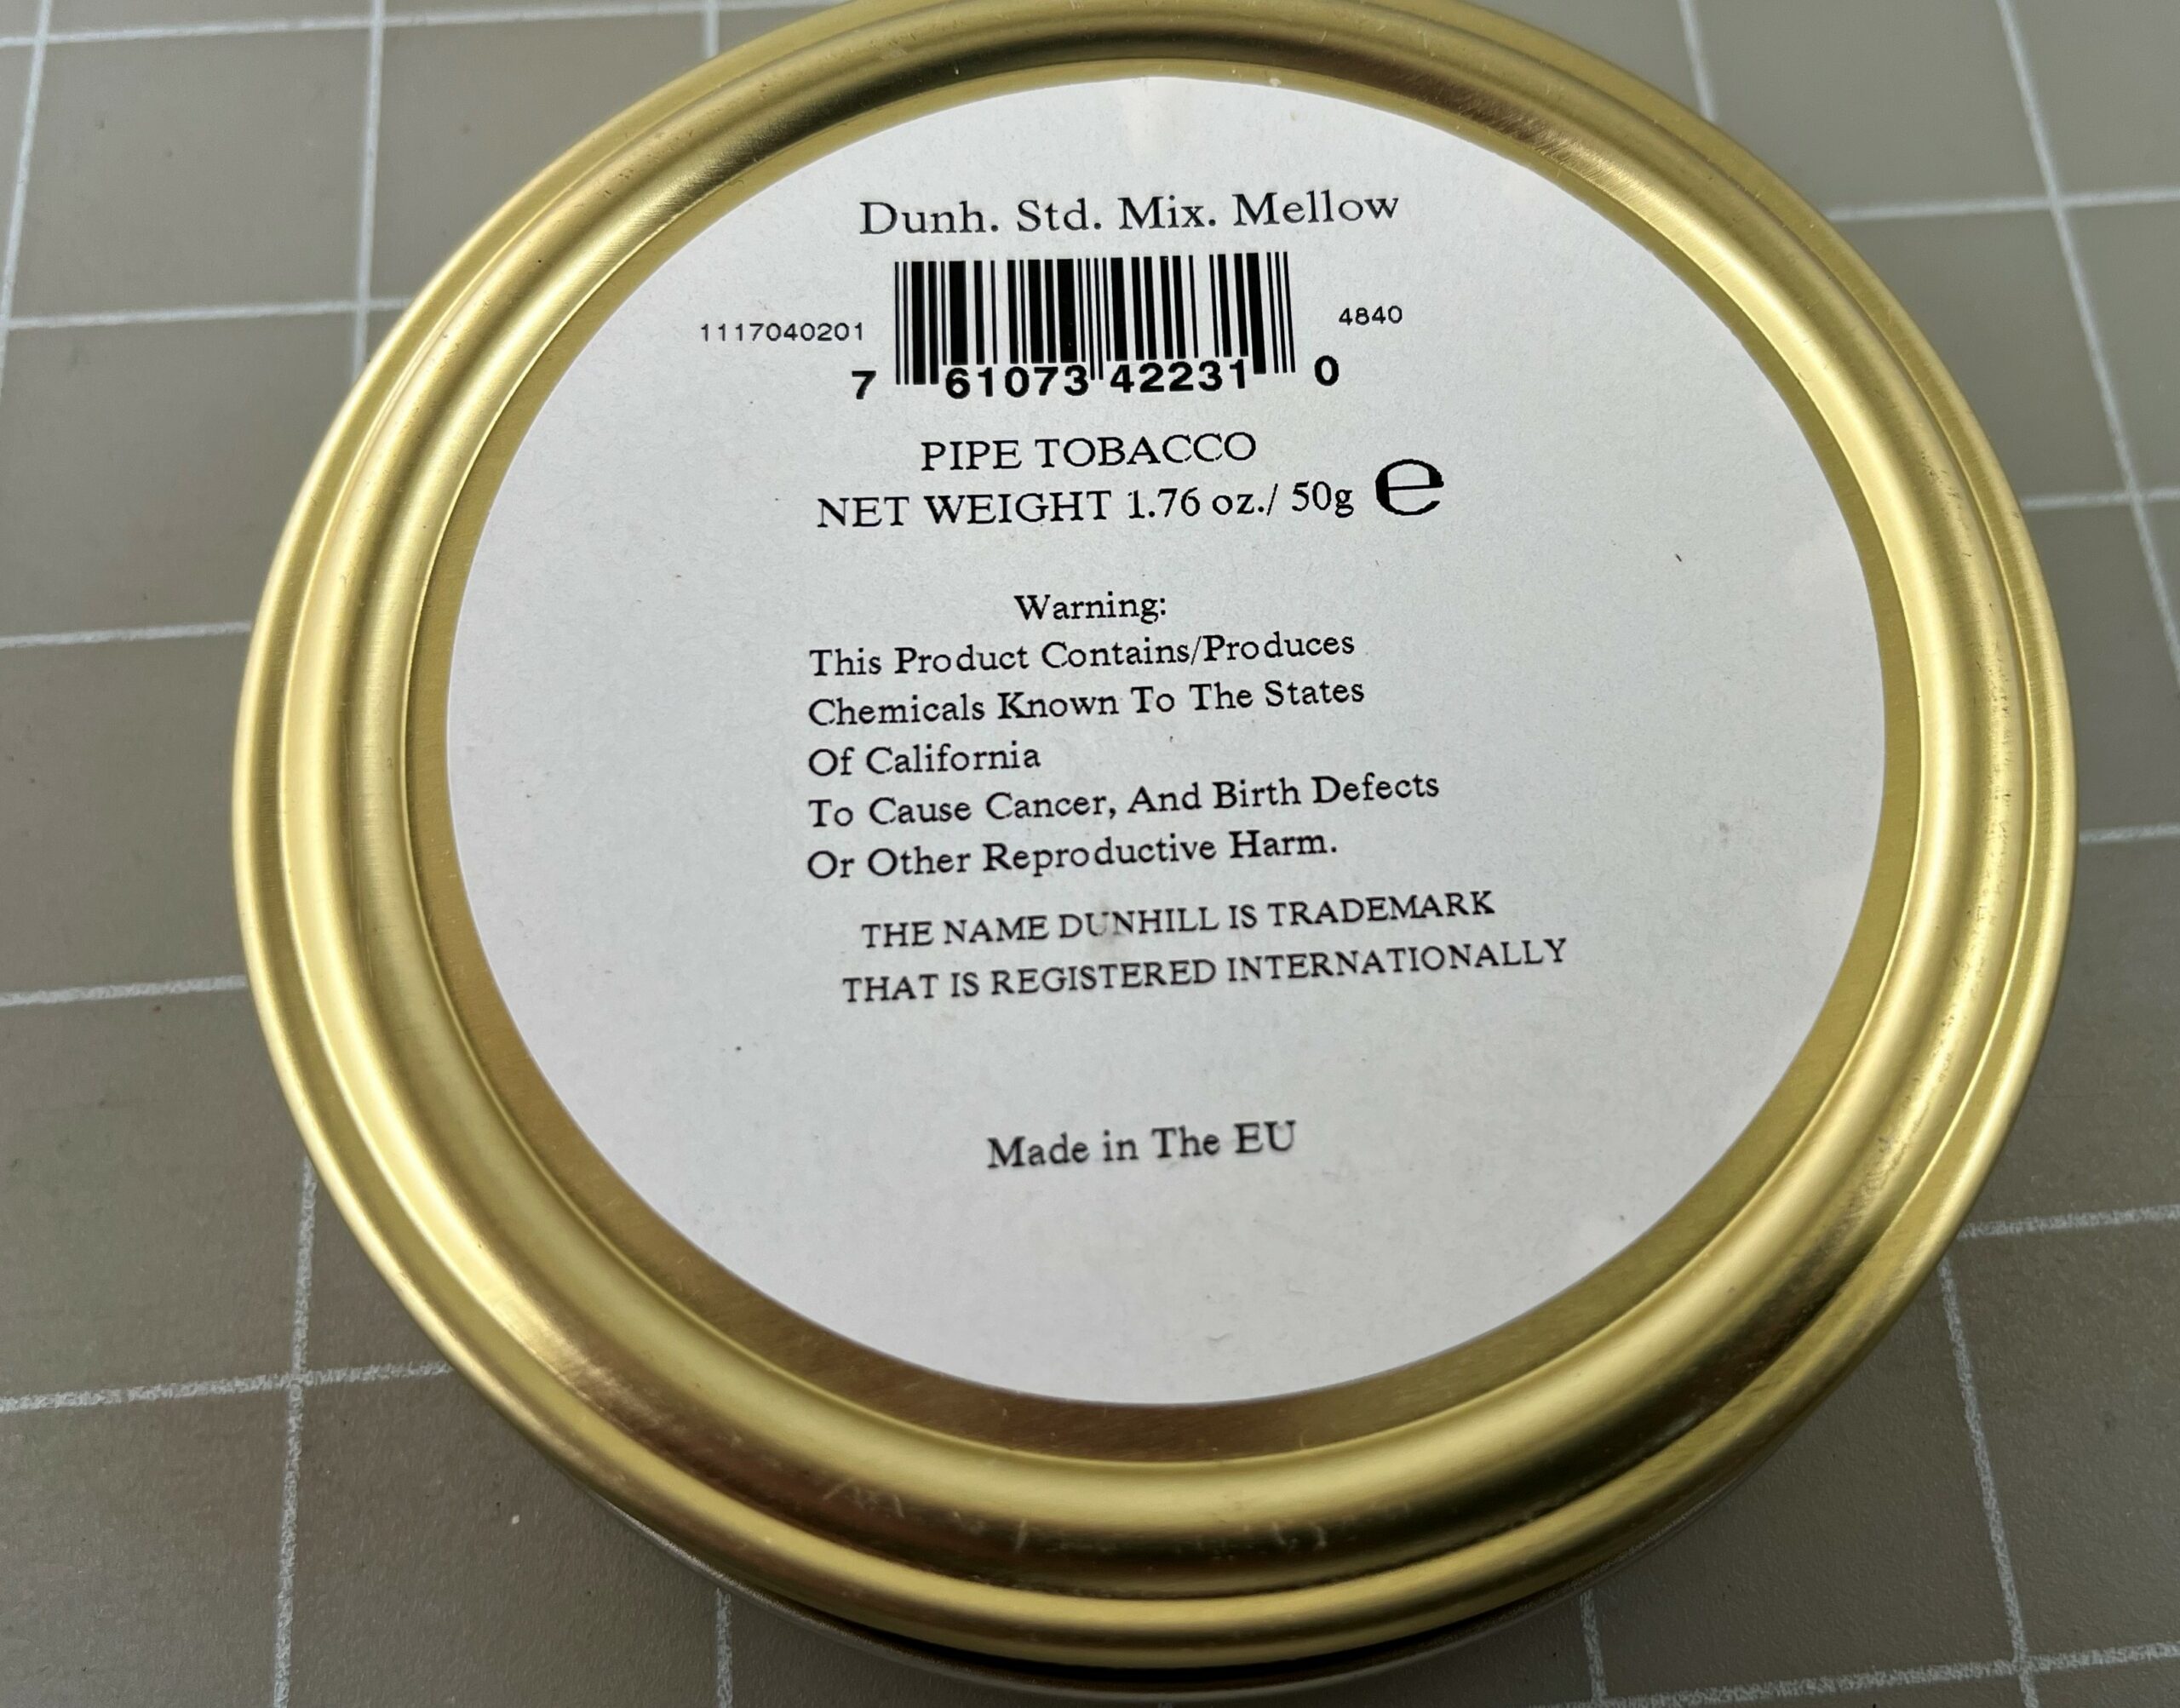 Dunh. Std. Mix. Mellow
1117040201
4840
7 61073 42231 0
PIPE TOBACCO
NET WEIGHT 1.76 oz./ 50g e
Warning:
This Product Contains/Produces
Chemicals Known To The States
Of California
To Cause Cancer, And Birth Defects
Or Other Reproductive Harm.
THE NAME DUNHILL IS TRADEMARK
THAT IS REGISTERED INTERNATIONALLY
Made in The EU